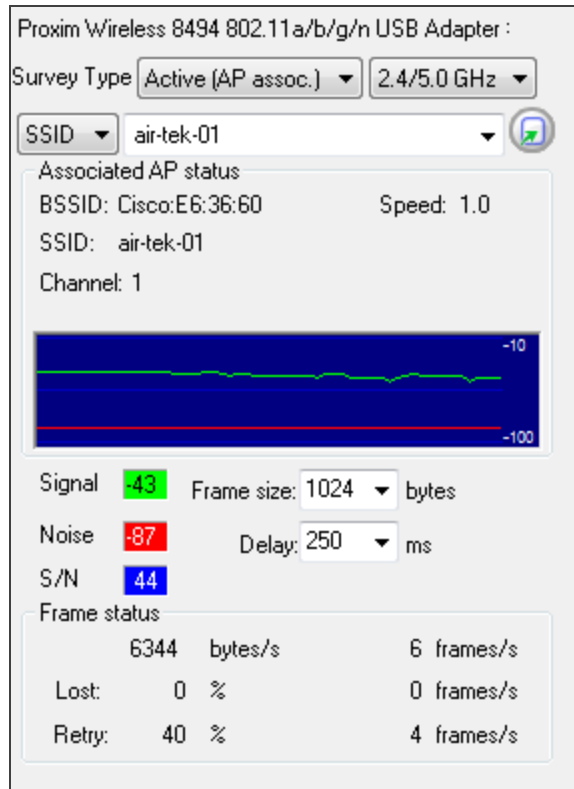 Proxim Wireless 8494 802.11a/b/g/n USB Adapter :
Survey Type Active (AP assoc.) 2.4/5.0 GHz
SSID air-tek-01
Associated AP status
BSSID: Cisco:E6:36:60 Speed: 1.0
SSID: air-tek-01
Channel: 1
-10
-100
Signal -43 Frame size: 1024 bytes
Noise -87 Delay: 250 ms
S/N 44
Frame status
6344 bytes/s 6 frames/s
Lost: 0 % 0 frames/s
Retry: 40 % 4 frames/s